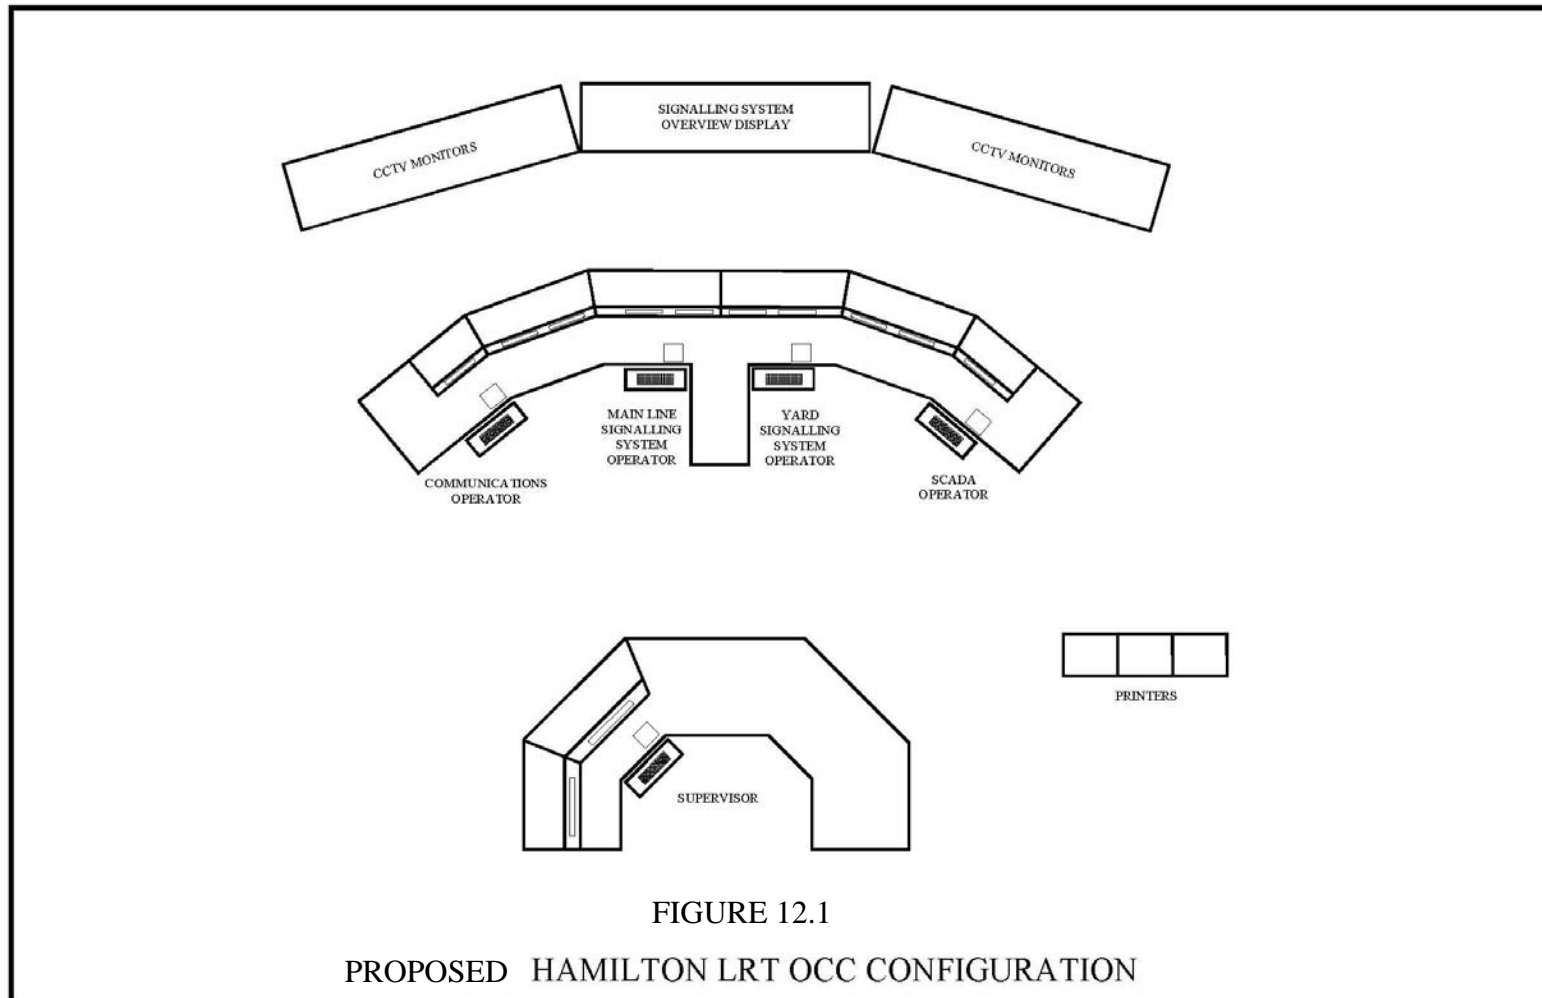 SIGNALLING SYSTEM
OVERVIEW DISPLAY
CCTV MONITORS
CCTV MONITORS
MAIN LINE
SIGNALLING
SYSTEM
OPERATOR
YARD
SIGNALLING
SYSTEM
OPERATOR
COMMUNICATIONS
OPERATOR
SCADA
OPERATOR
PRINTERS
SUPERVISOR
FIGURE 12.1
PROPOSED HAMILTON LRT OCC CONFIGURATION